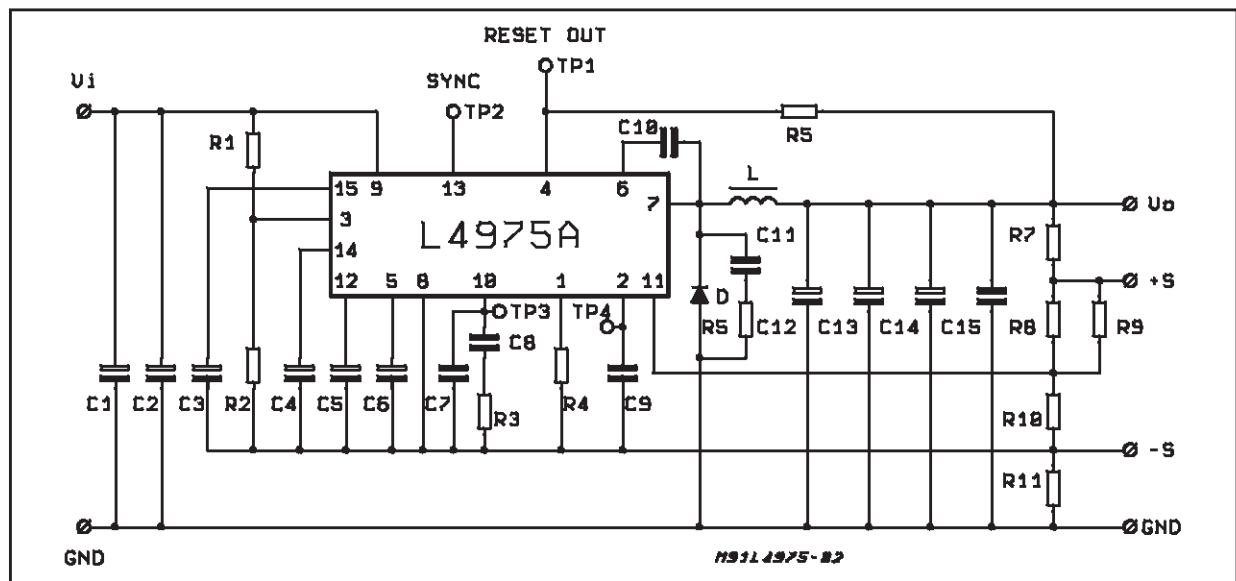 RESET OUT
Vi
SYNC
TP1
TP2
R5
C10
R1
L
15 9 13 4 6
7
3
L4975A
Vo
14
C11
R7
12 5 8 10 1 2 11
+S
TP3
TP4
D
R5
C12 C13 C14 C15 R8
R9
C8
C1 C2 C3 R2 C4 C5 C6 C7
R3
R4 C9
R10
-S
R11
GND
GND
M91L4975-02